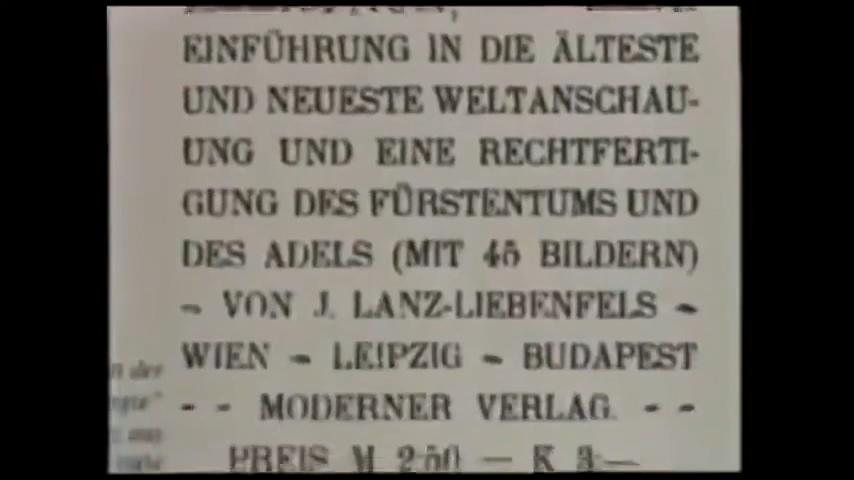 EINFÜHRUNG IN DIE ÄLTESTE
UND NEUESTE WELTANSCHAU-
UNG UND EINE RECHTFERTI-
GUNG DES FÜRSTENTUMS UND
DES ADELS (MIT 45 BILDERN)
- VON J. LANZ-LIEBENFELS -
WIEN - LEIPZIG - BUDAPEST
- - MODERNER VERLAG. - -
PREIS M 2·50 — K 3·—
der